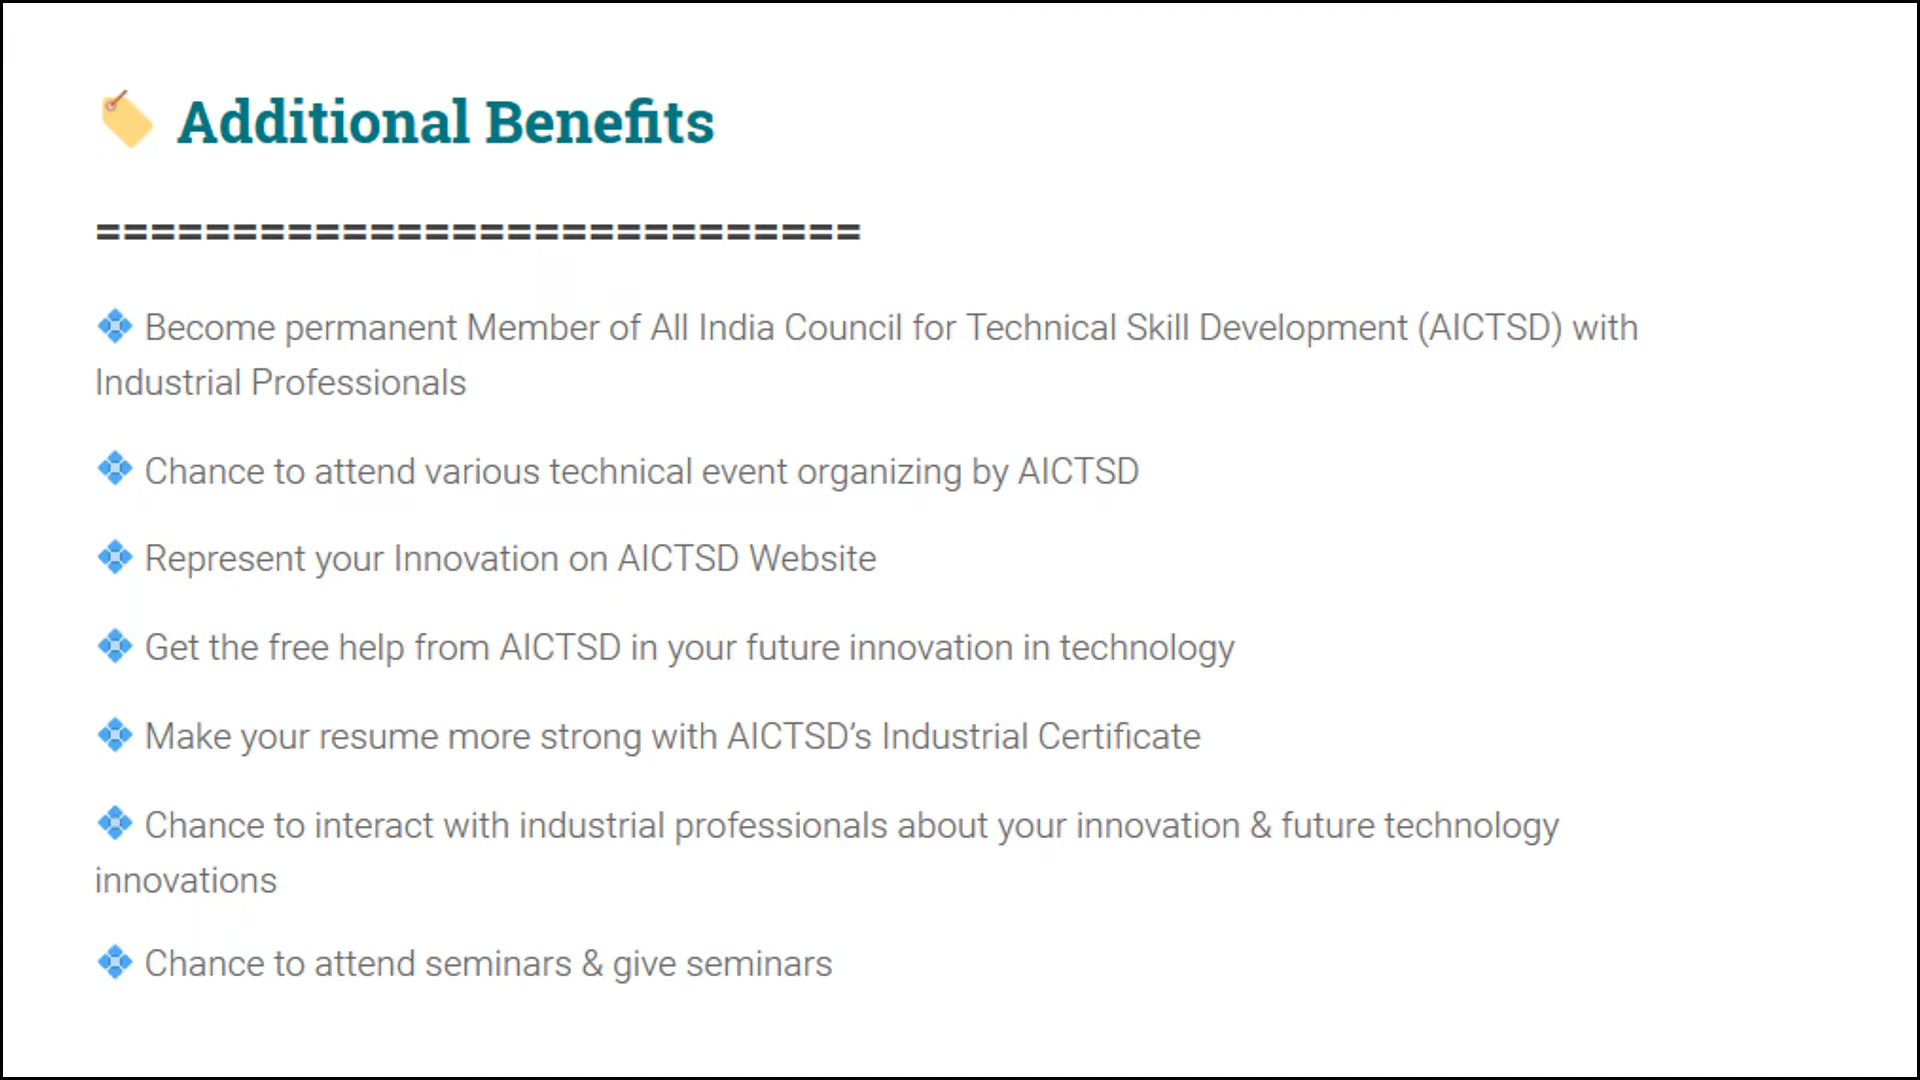 Additional Benefits
============================
Become permanent Member of All India Council for Technical Skill Development (AICTSD) with
Industrial Professionals
Chance to attend various technical event organizing by AICTSD
Represent your Innovation on AICTSD Website
Get the free help from AICTSD in your future innovation in technology
Make your resume more strong with AICTSD’s Industrial Certificate
Chance to interact with industrial professionals about your innovation & future technology
innovations
Chance to attend seminars & give seminars